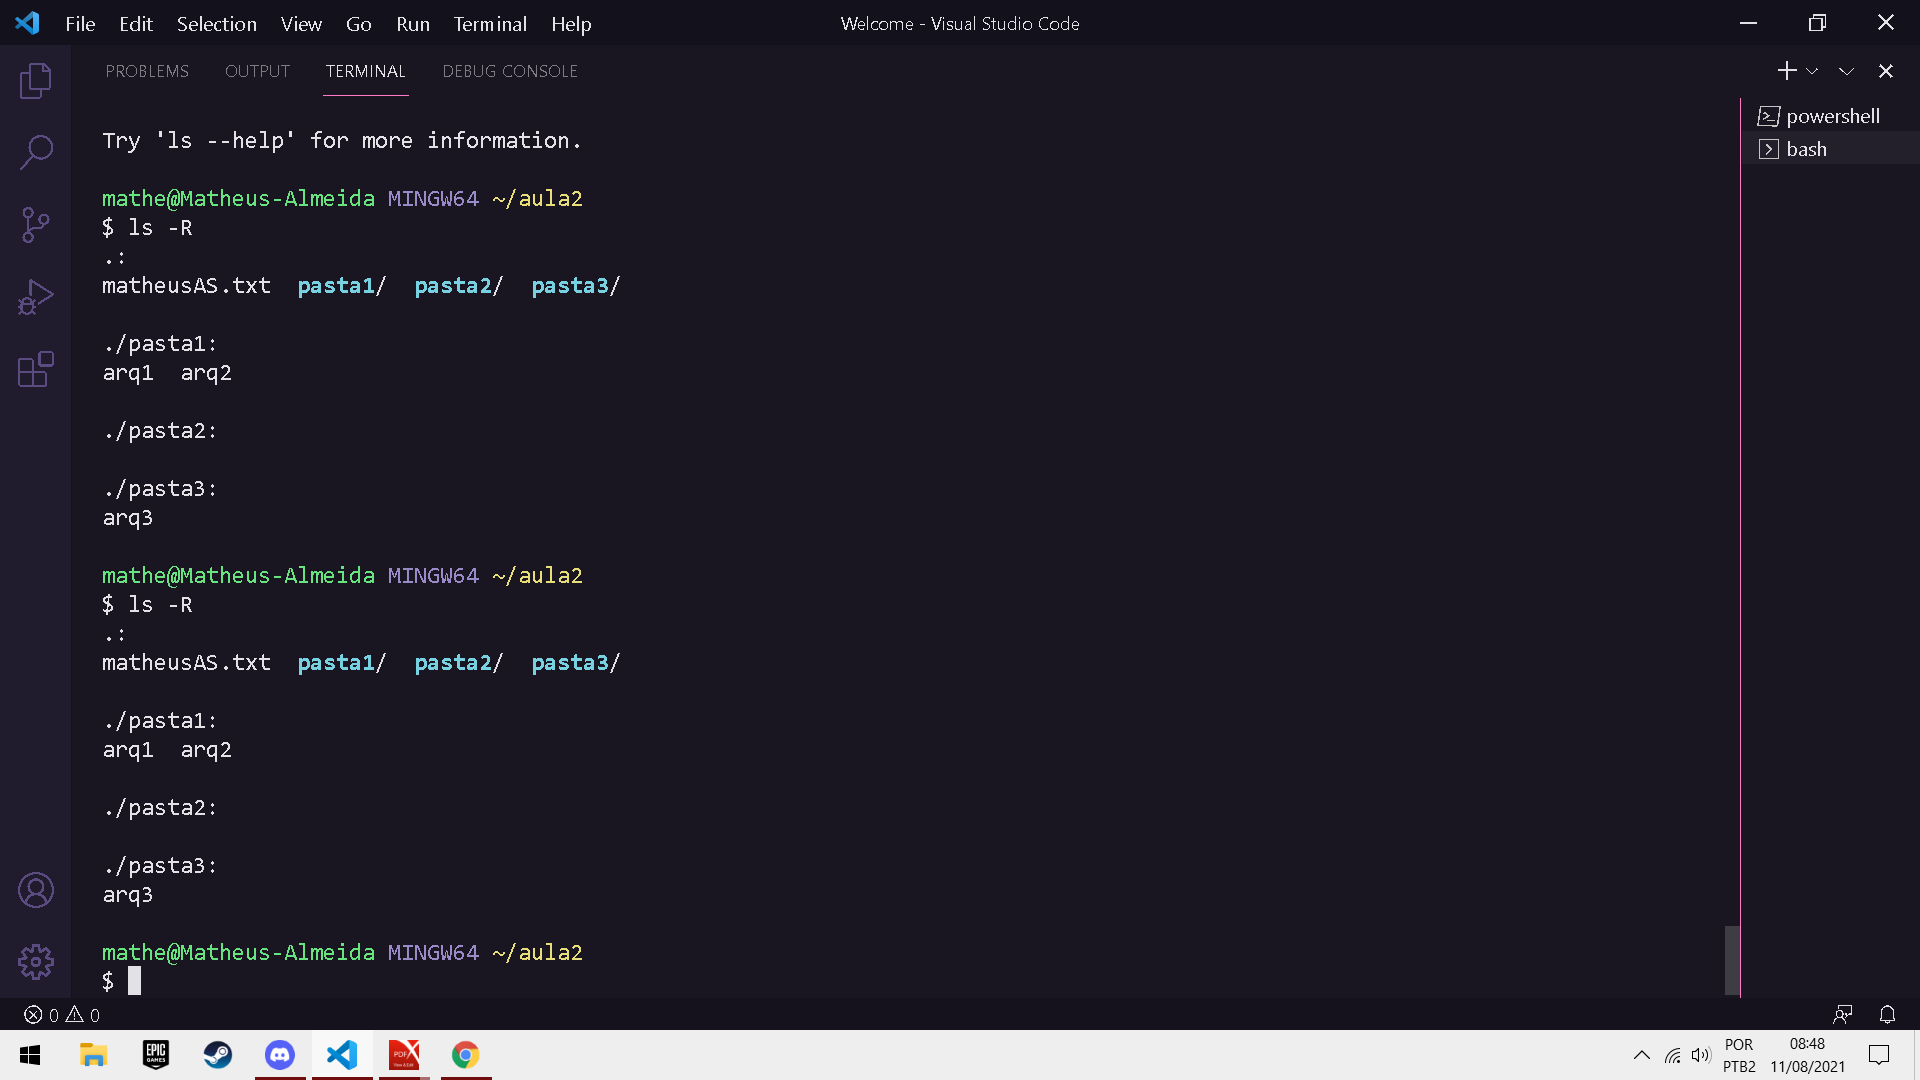 File Edit Selection View Go Run Terminal Help
Welcome - Visual Studio Code
PROBLEMS OUTPUT TERMINAL DEBUG CONSOLE
powershell
bash
Try 'ls --help' for more information.
mathe@Matheus-Almeida MINGW64 ~/aula2
$ ls -R
.:
matheusAS.txt pasta1/ pasta2/ pasta3/
./pasta1:
arq1 arq2
./pasta2:
./pasta3:
arq3
mathe@Matheus-Almeida MINGW64 ~/aula2
$ ls -R
.:
matheusAS.txt pasta1/ pasta2/ pasta3/
./pasta1:
arq1 arq2
./pasta2:
./pasta3:
arq3
mathe@Matheus-Almeida MINGW64 ~/aula2
$
0 0
EPIC
GAMES
PDF X
POR
PTB2
08:48
11/08/2021